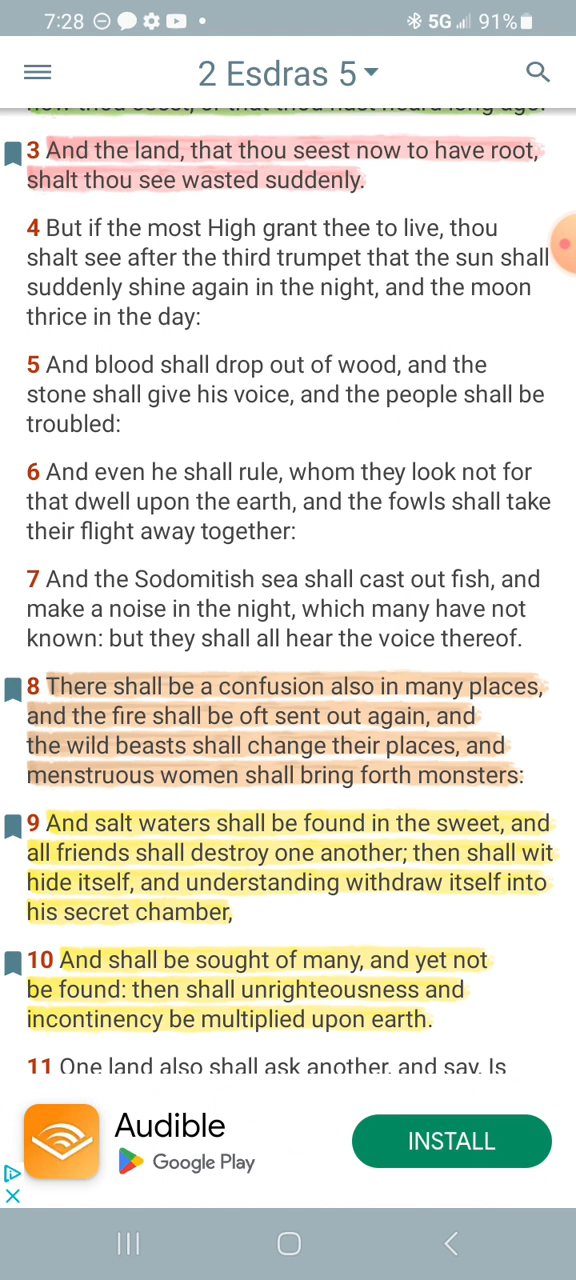 7:28
5G 91%
2 Esdras 5
3 And the land, that thou seest now to have root,
shalt thou see wasted suddenly.
4 But if the most High grant thee to live, thou
shalt see after the third trumpet that the sun shall
suddenly shine again in the night, and the moon
thrice in the day:
5 And blood shall drop out of wood, and the
stone shall give his voice, and the people shall be
troubled:
6 And even he shall rule, whom they look not for
that dwell upon the earth, and the fowls shall take
their flight away together:
7 And the Sodomitish sea shall cast out fish, and
make a noise in the night, which many have not
known: but they shall all hear the voice thereof.
8 There shall be a confusion also in many places,
and the fire shall be oft sent out again, and
the wild beasts shall change their places, and
menstruous women shall bring forth monsters:
9 And salt waters shall be found in the sweet, and
all friends shall destroy one another; then shall wit
hide itself, and understanding withdraw itself into
his secret chamber,
10 And shall be sought of many, and yet not
be found: then shall unrighteousness and
incontinency be multiplied upon earth.
11 One land also shall ask another, and say, Is
Audible
Google Play
INSTALL